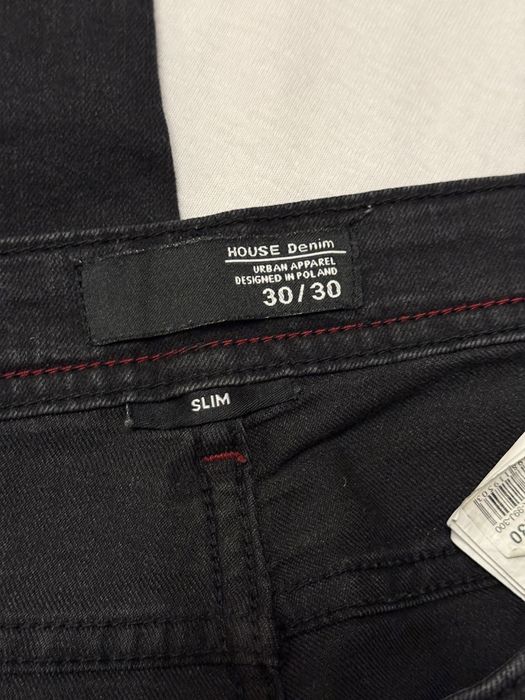 HOUSE Denim
URBAN APPAREL
DESIGNED IN POLAND
30/30
SLIM